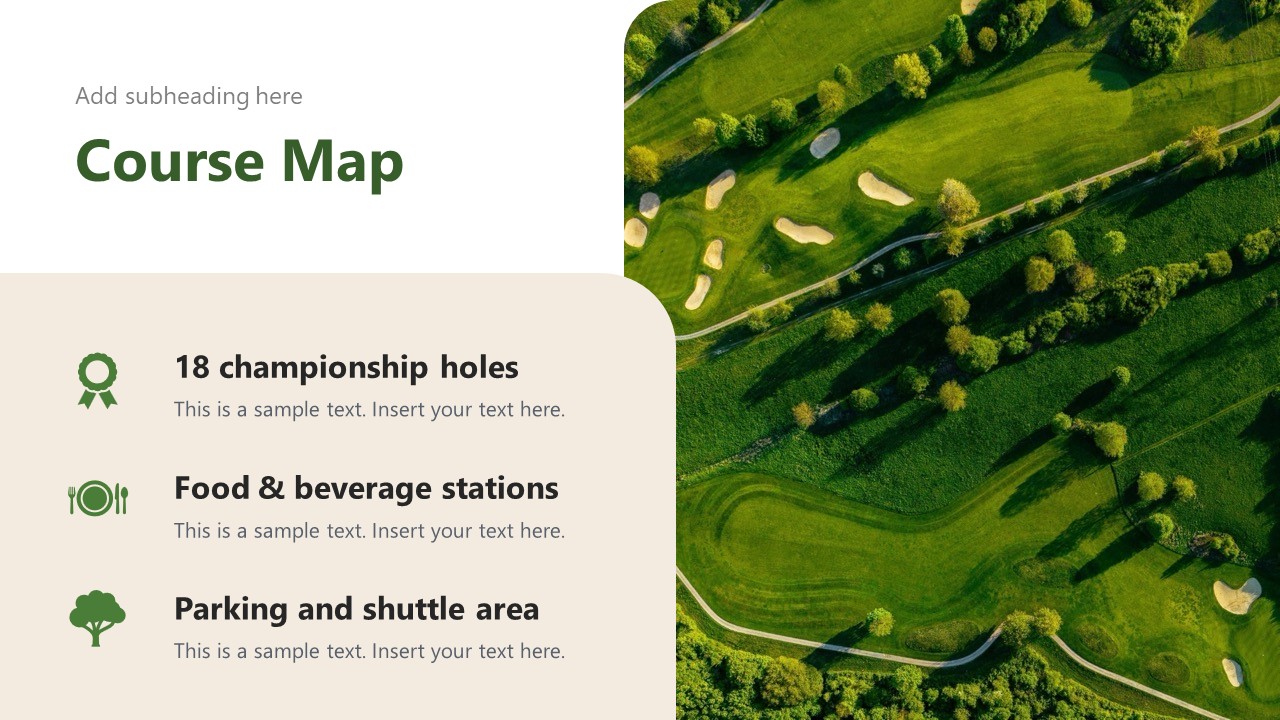 Add subheading here
Course Map
18 championship holes
This is a sample text. Insert your text here.
Food & beverage stations
This is a sample text. Insert your text here.
Parking and shuttle area
This is a sample text. Insert your text here.